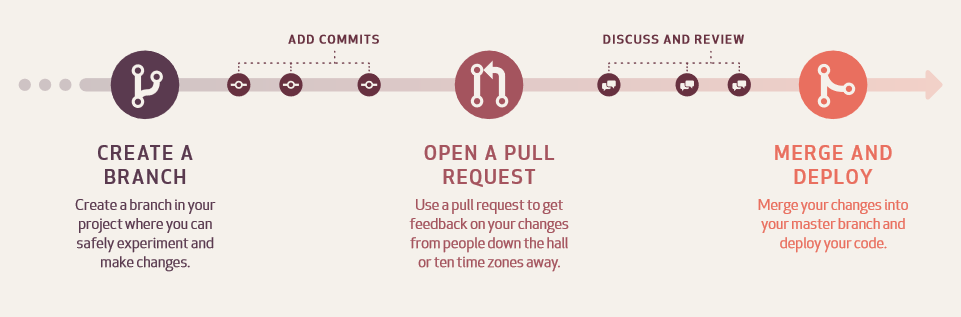 ADD COMMITS
DISCUSS AND REVIEW
CREATE A
BRANCH
Create a branch in your
project where you can
safely experiment and
make changes.
OPEN A PULL
REQUEST
Use a pull request to get
feedback on your changes
from people down the hall
or ten time zones away.
MERGE AND
DEPLOY
Merge your changes into
your master branch and
deploy your code.